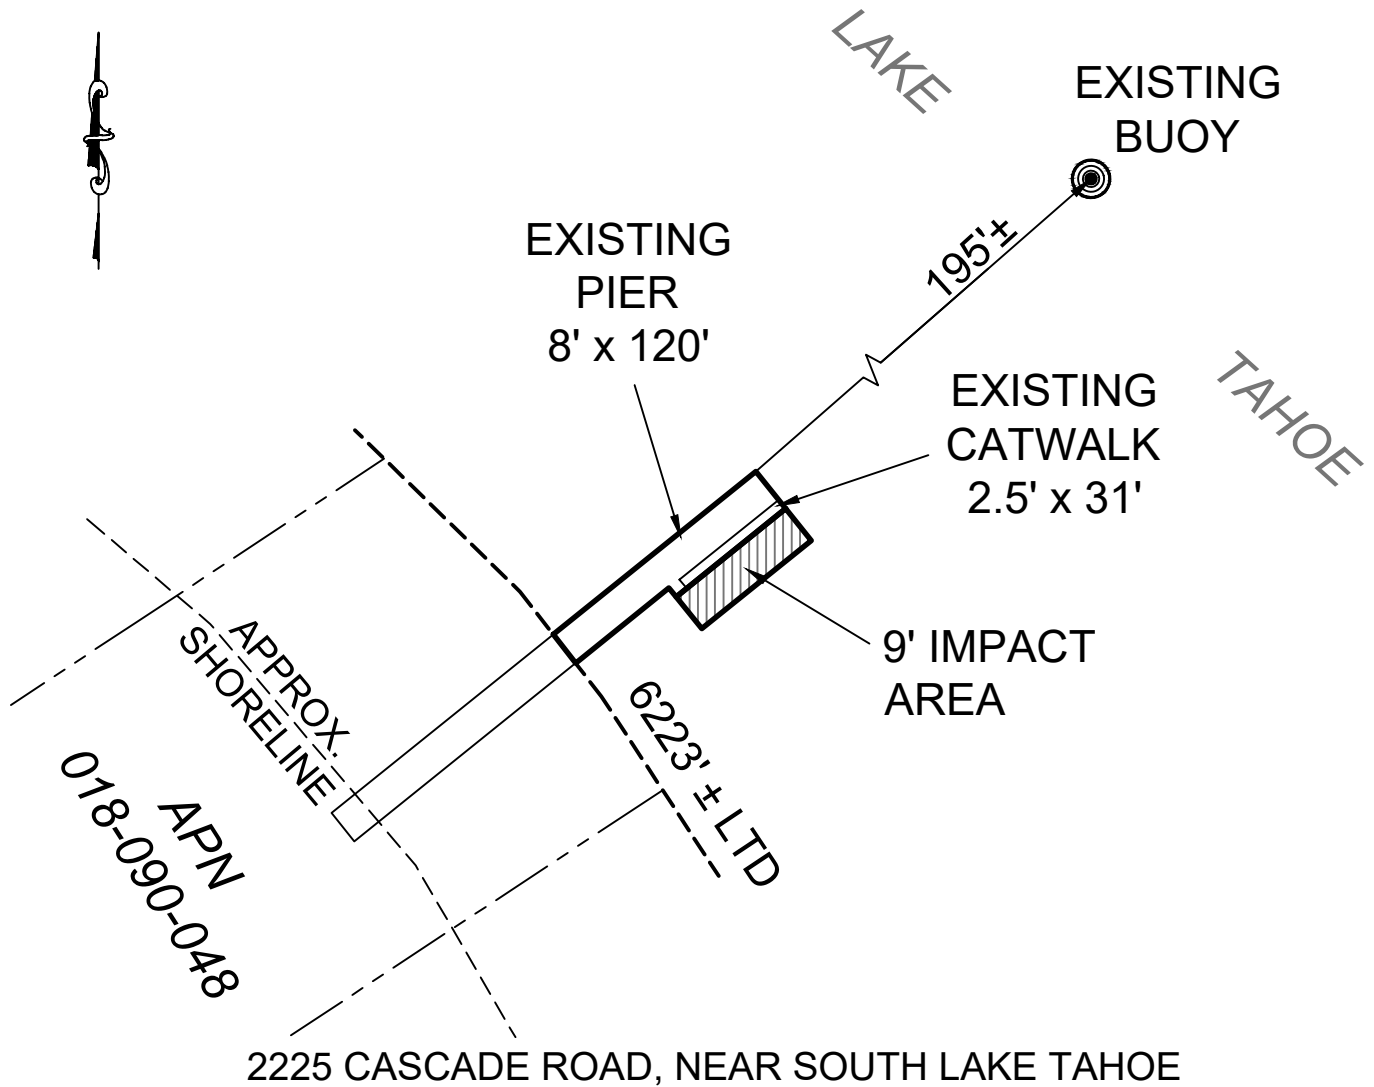 LAKE
EXISTING
BUOY
195'±
EXISTING
PIER
8' x 120'
TAHOE
EXISTING
CATWALK
2.5' x 31'
9' IMPACT
AREA
APPROX.
SHORELINE
6223' ± LTD
APN
018-090-048
2225 CASCADE ROAD, NEAR SOUTH LAKE TAHOE